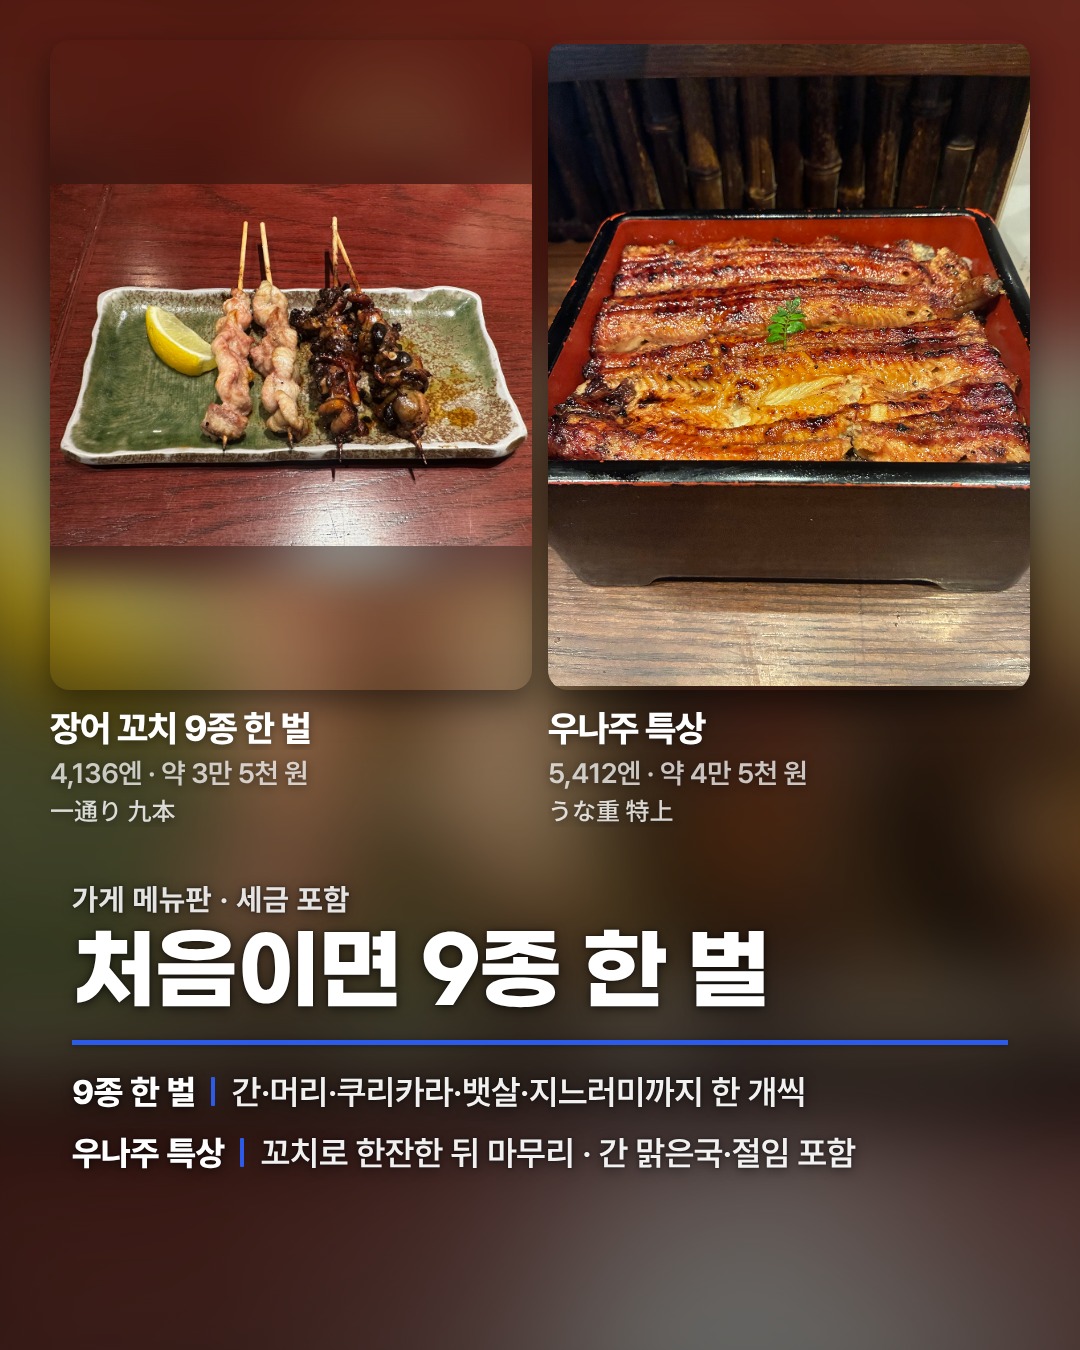 장어 꼬치 9종 한 벌
4,136엔 · 약 3만 5천 원
一通り 九本
우나주 특상
5,412엔 · 약 4만 5천 원
うな重 特上
가게 메뉴판 · 세금 포함
처음이면 9종 한 벌
9종 한 벌 | 간·머리·쿠리카라·뱃살·지느러미까지 한 개씩
우나주 특상 | 꼬치로 한잔한 뒤 마무리 · 간 맑은국·절임 포함